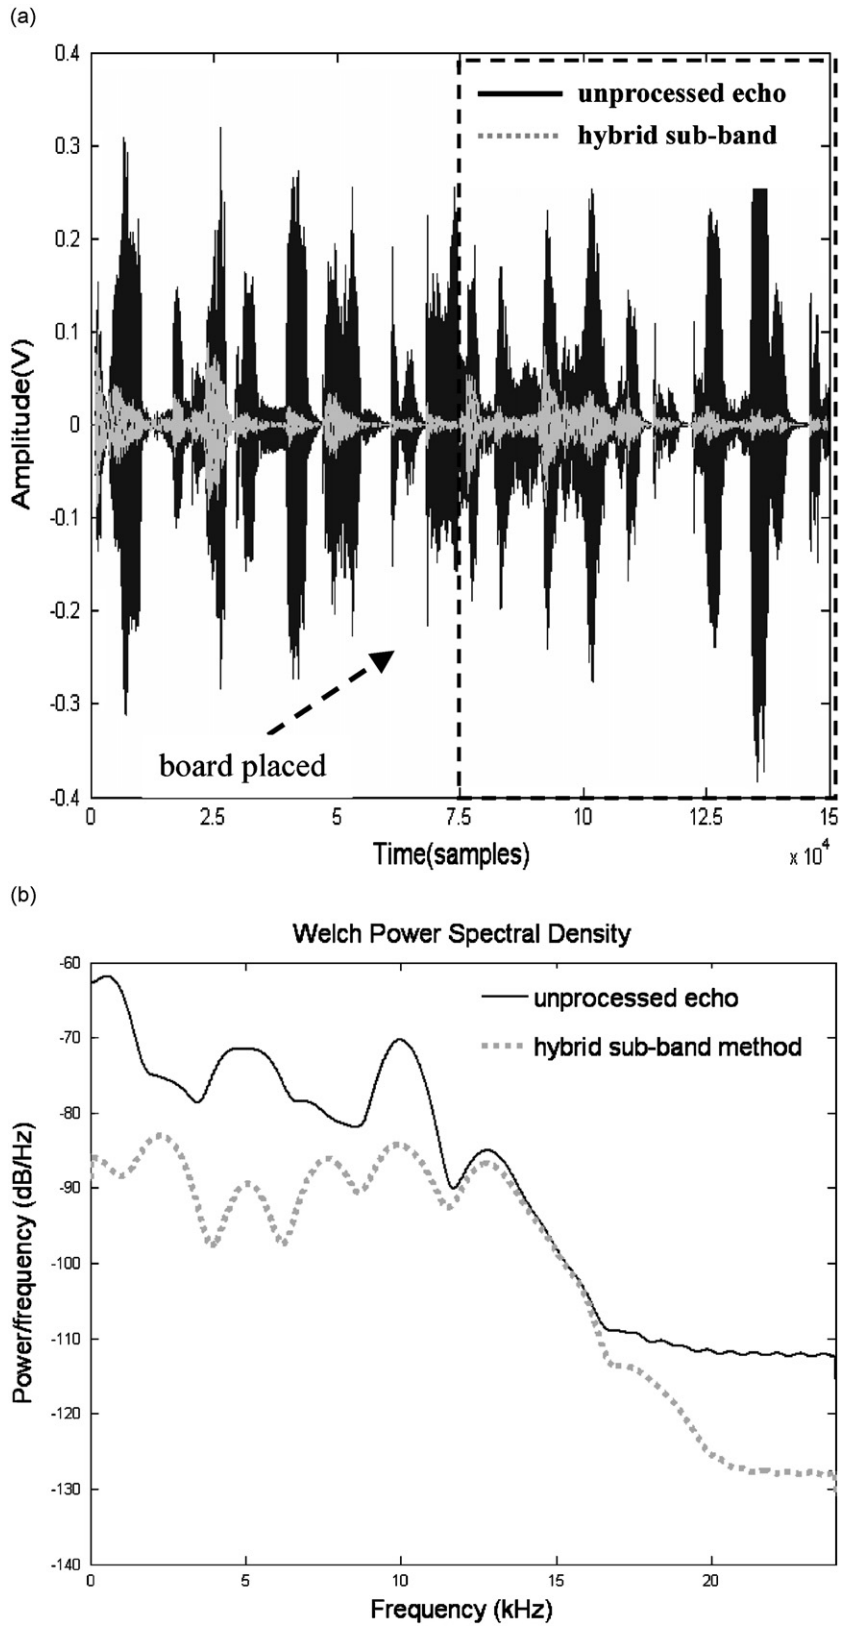 (a)
0.4
0.3
0.2
0.1
0
-0.1
-0.2
-0.3
-0.4
Amplitude(V)
unprocessed echo
hybrid sub-band
board placed
0 2.5 5 7.5 10 12.5 15
Time(samples)
x 10^4
(b)
Welch Power Spectral Density
-60
-70
-80
-90
-100
-110
-120
-130
-140
Power/frequency (dB/Hz)
unprocessed echo
hybrid sub-band method
0 5 10 15 20
Frequency (kHz)